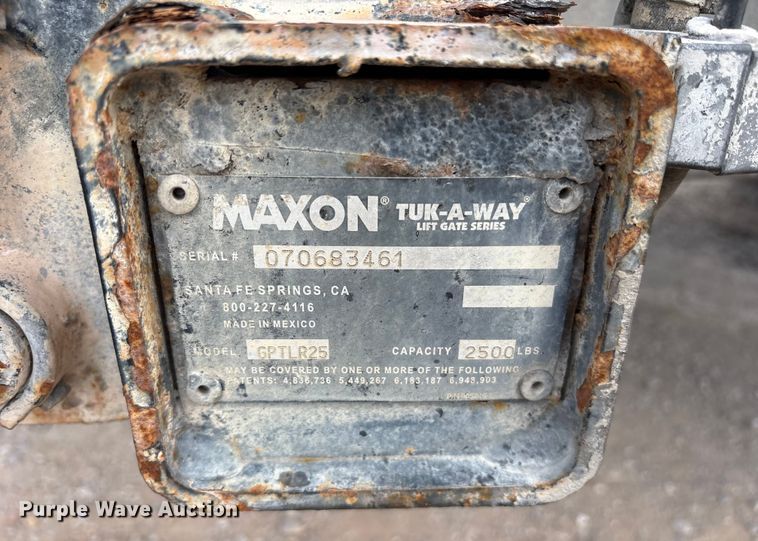 MAXON® TUK-A-WAY®
LIFT GATE SERIES
SERIAL # 070683461
SANTA FE SPRINGS, CA
800-227-4116
MADE IN MEXICO
MODEL GPTLR25 CAPACITY 2500 LBS
MAY BE COVERED BY ONE OR MORE OF THE FOLLOWING
PATENTS: 4,836,736 5,449,267 6,183,187 6,948,903
Purple Wave Auction